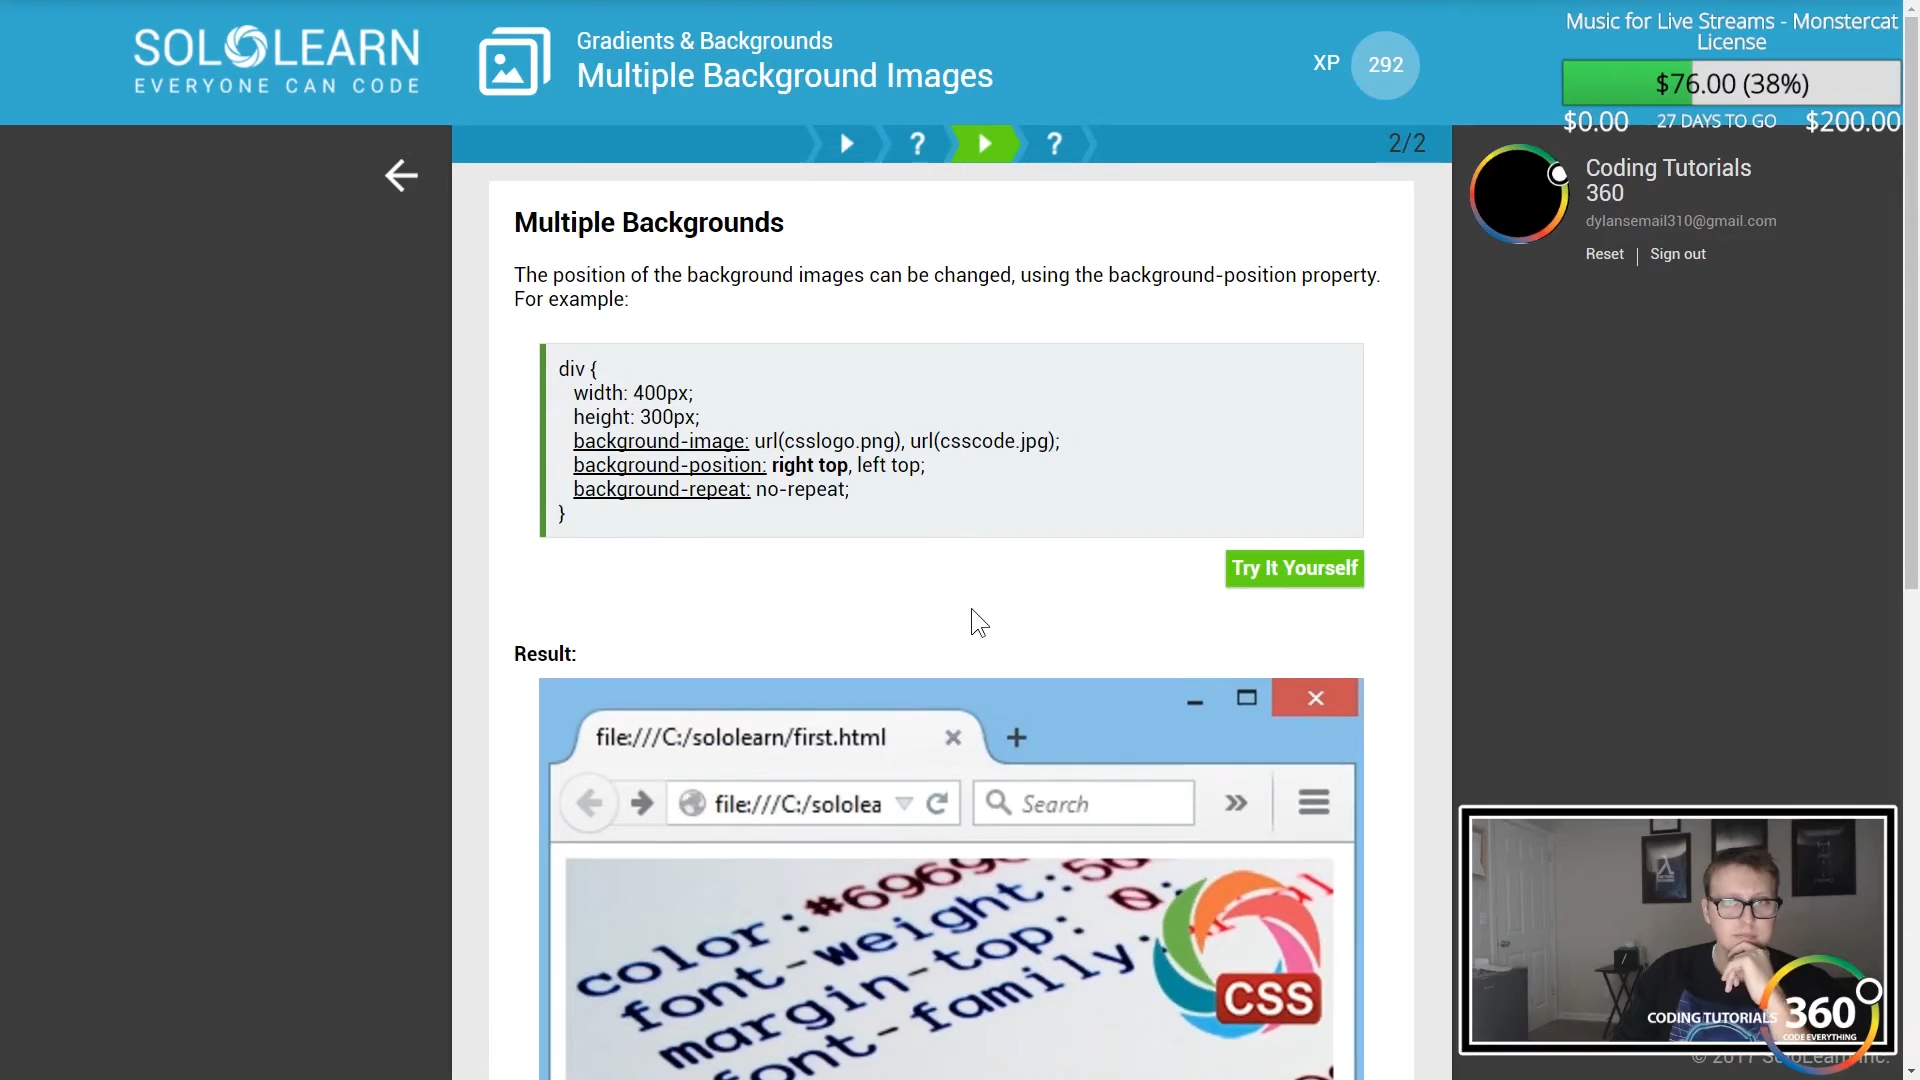 SOLOLEARN
EVERYONE CAN CODE
Gradients & Backgrounds
Multiple Background Images
XP 292
Music for Live Streams - Monstercat
License
$76.00 (38%)
$0.00 27 DAYS TO GO $200.00
? ?
2/2
Coding Tutorials
360
dylansemail310@gmail.com
Reset | Sign out
Multiple Backgrounds
The position of the background images can be changed, using the background-position property.
For example:
div {
width: 400px;
height: 300px;
background-image: url(csslogo.png), url(csscode.jpg);
background-position: right top, left top;
background-repeat: no-repeat;
}
Try It Yourself
Result:
file:///C:/sololearn/first.html
file:///C:/sololea
Search
color:
font-weight:
margin-top: 0;
font-family:
CSS
CODING TUTORIALS 360
CODE EVERYTHING
© 2017 SoloLearn Inc.